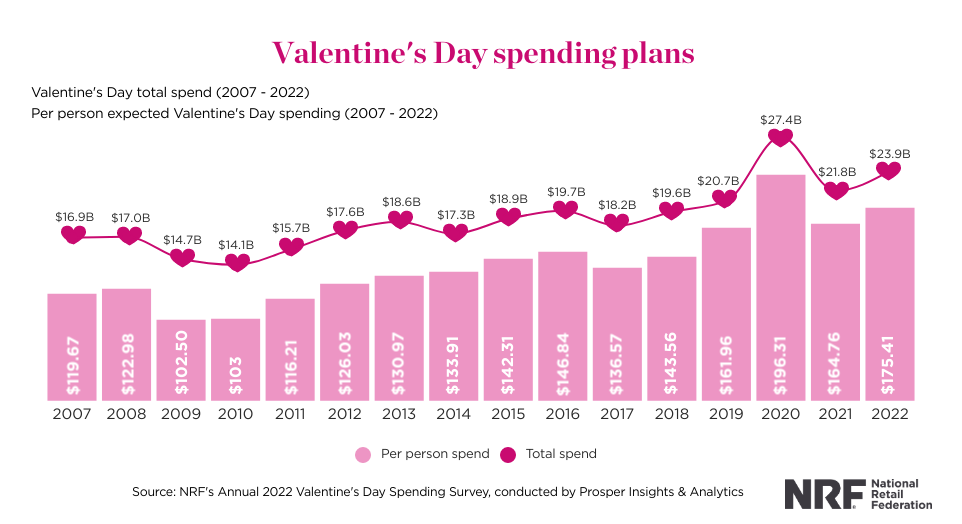 Valentine's Day spending plans
Valentine's Day total spend (2007 - 2022)
Per person expected Valentine's Day spending (2007 - 2022)
$27.4B
$23.9B
$21.8B
$20.7B
$19.6B
$19.7B
$18.9B
$18.2B
$18.6B
$17.6B
$17.3B
$16.9B
$17.0B
$15.7B
$14.7B
$14.1B
$119.67
$122.98
$102.50
$103
$116.21
$126.03
$130.97
$133.91
$142.31
$146.84
$136.57
$143.56
$161.96
$196.31
$164.76
$175.41
2007 2008 2009 2010 2011 2012 2013 2014 2015 2016 2017 2018 2019 2020 2021 2022
Per person spend Total spend
Source: NRF's Annual 2022 Valentine's Day Spending Survey, conducted by Prosper Insights & Analytics
NRF
National
Retail
Federation